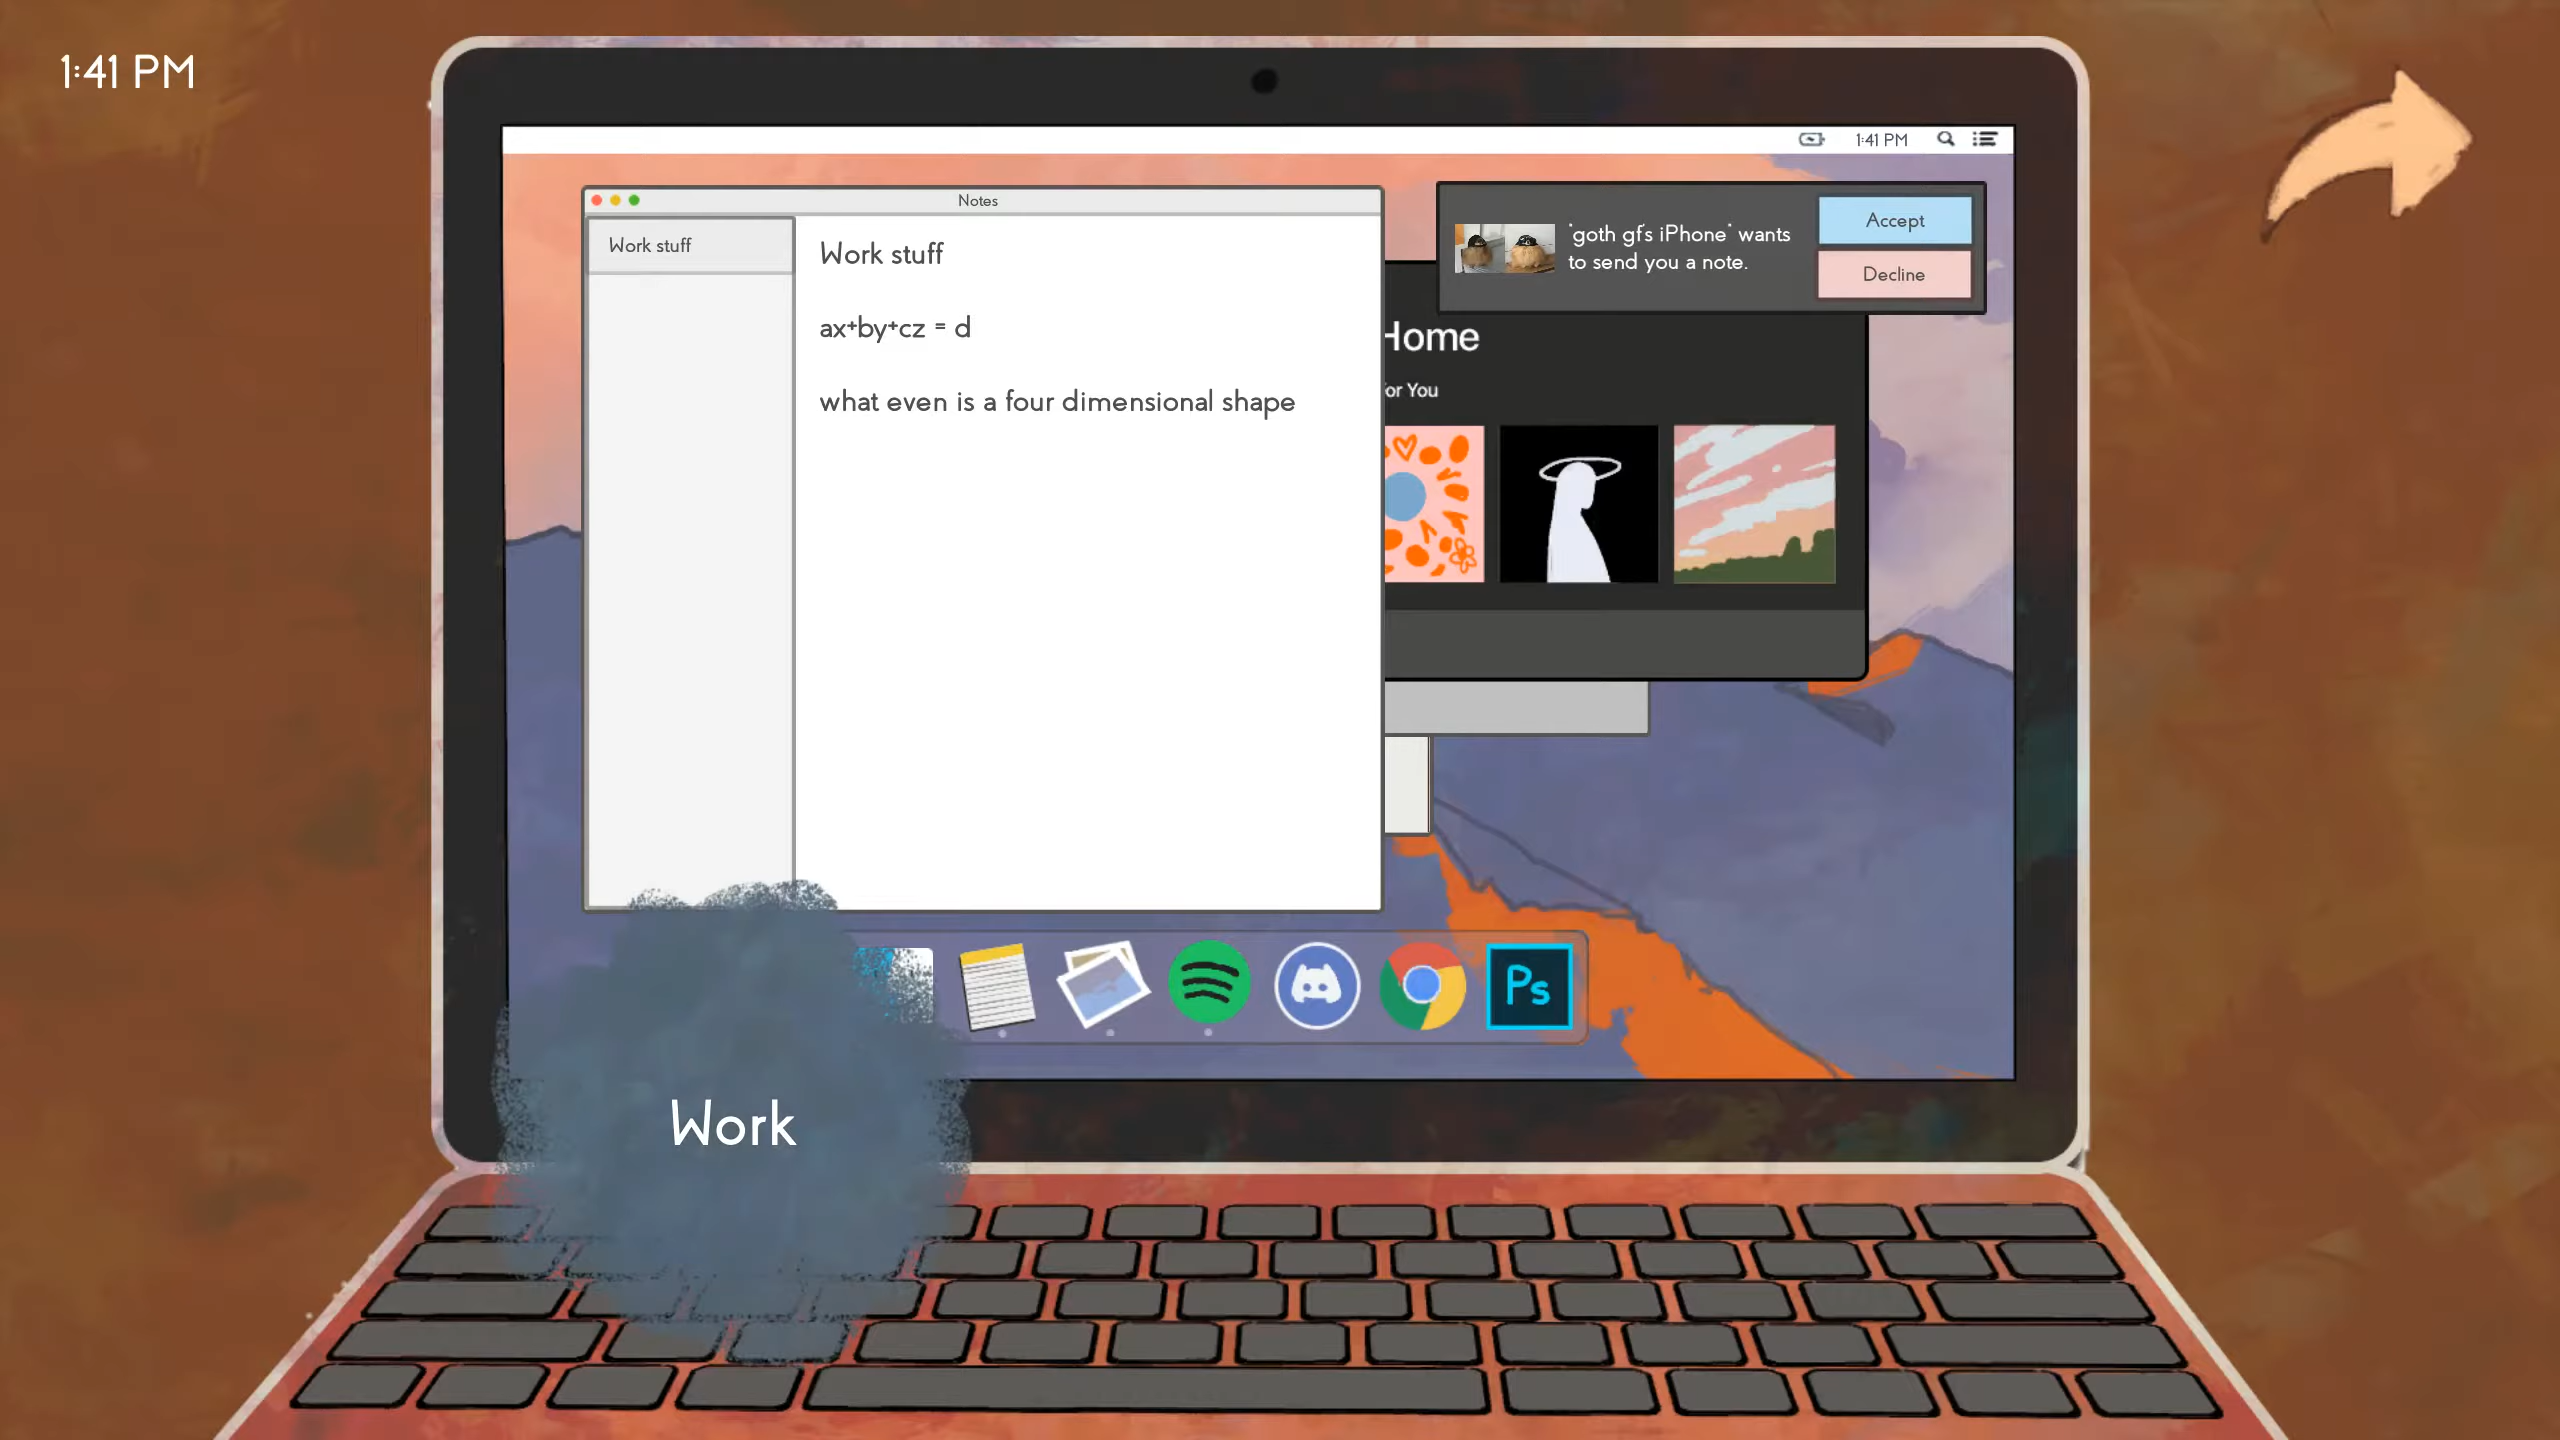 1:41 PM
1:41 PM
Notes
Work stuff
Work stuff
ax+by+cz = d
what even is a four dimensional shape
"goth gf's iPhone" wants
to send you a note.
Accept
Decline
Home
or You
Ps
Work